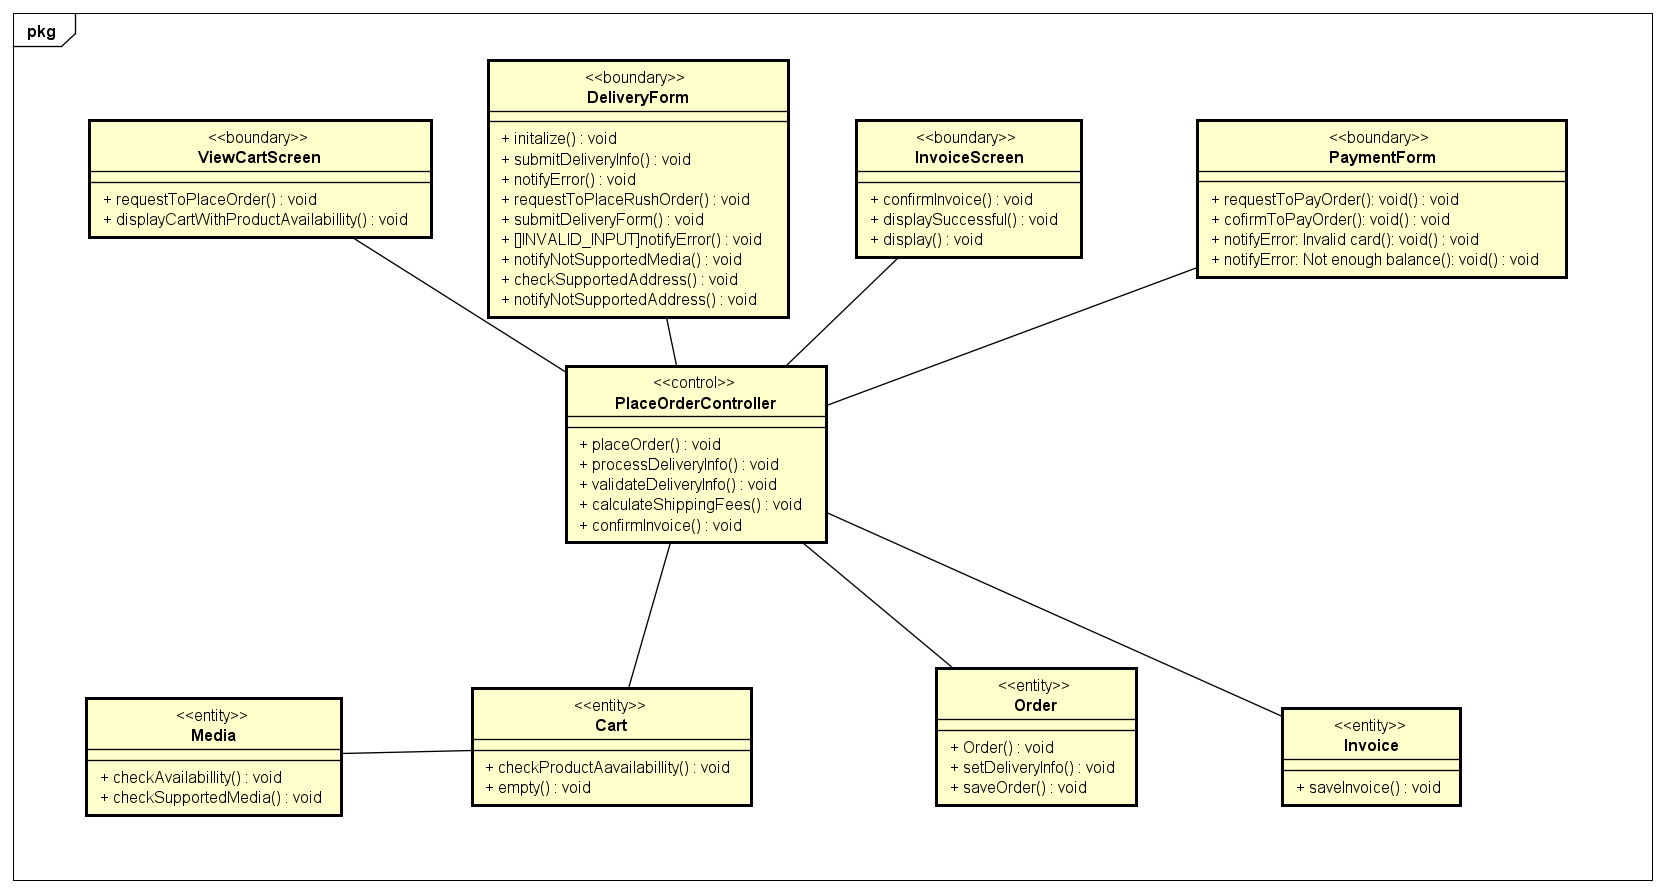 pkg
<<boundary>>
ViewCartScreen
+ requestToPlaceOrder() : void
+ displayCartWithProductAvailabillity() : void
<<boundary>>
DeliveryForm
+ initalize() : void
+ submitDeliveryInfo() : void
+ notifyError() : void
+ requestToPlaceRushOrder() : void
+ submitDeliveryForm() : void
+ []INVALID_INPUT]notifyError() : void
+ notifyNotSupportedMedia() : void
+ checkSupportedAddress() : void
+ notifyNotSupportedAddress() : void
<<boundary>>
InvoiceScreen
+ confirmInvoice() : void
+ displaySuccessful() : void
+ display() : void
<<boundary>>
PaymentForm
+ requestToPayOrder(): void() : void
+ cofirmToPayOrder(): void() : void
+ notifyError: Invalid card(): void() : void
+ notifyError: Not enough balance(): void() : void
<<control>>
PlaceOrderController
+ placeOrder() : void
+ processDeliveryInfo() : void
+ validateDeliveryInfo() : void
+ calculateShippingFees() : void
+ confirmInvoice() : void
<<entity>>
Media
+ checkAvailabillity() : void
+ checkSupportedMedia() : void
<<entity>>
Cart
+ checkProductAavailabillity() : void
+ empty() : void
<<entity>>
Order
+ Order() : void
+ setDeliveryInfo() : void
+ saveOrder() : void
<<entity>>
Invoice
+ saveInvoice() : void